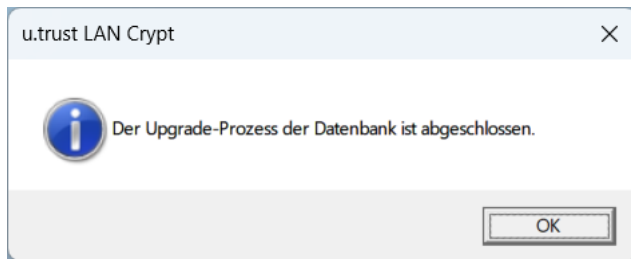 u.trust LAN Crypt
Der Upgrade-Prozess der Datenbank ist abgeschlossen.
OK